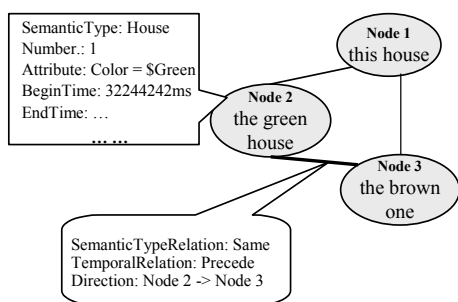 SemanticType: House
Number.: 1
Attribute: Color = $Green
BeginTime: 32244242ms
EndTime: …
… …
Node 1
this house
Node 2
the green
house
Node 3
the brown
one
SemanticTypeRelation: Same
TemporalRelation: Precede
Direction: Node 2 -> Node 3